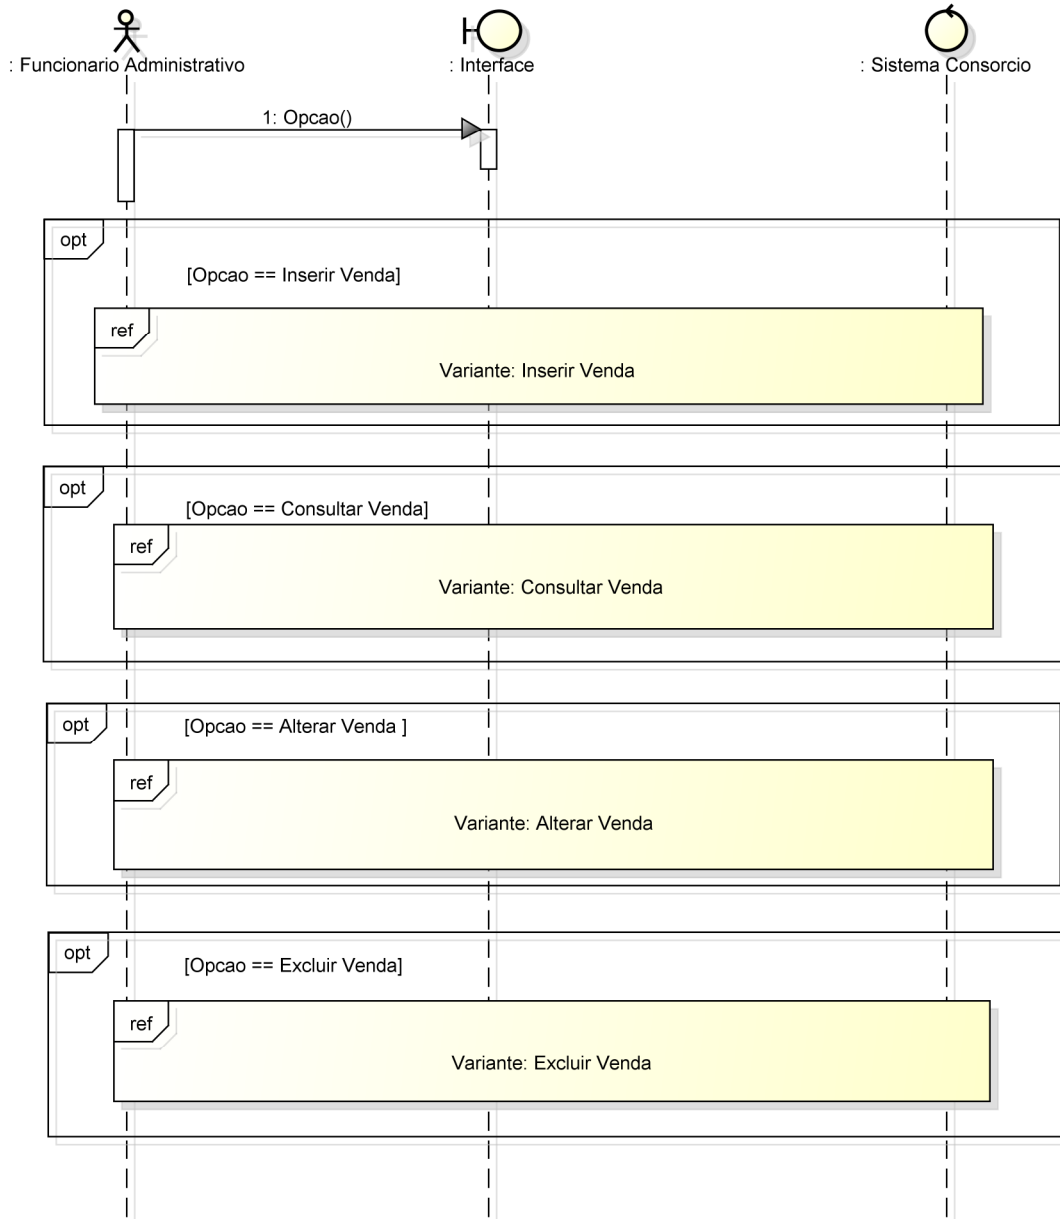 : Funcionario Administrativo
: Interface
: Sistema Consorcio
1: Opcao()
opt
[Opcao == Inserir Venda]
ref
Variante: Inserir Venda
opt
[Opcao == Consultar Venda]
ref
Variante: Consultar Venda
opt
[Opcao == Alterar Venda ]
ref
Variante: Alterar Venda
opt
[Opcao == Excluir Venda]
ref
Variante: Excluir Venda